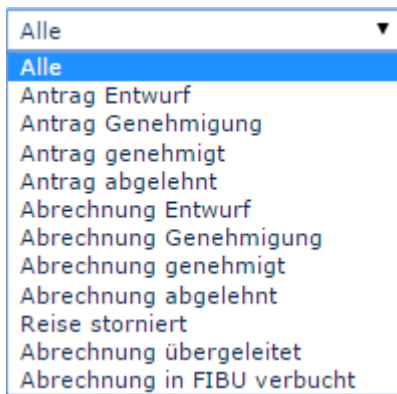 Alle
Alle
Antrag Entwurf
Antrag Genehmigung
Antrag genehmigt
Antrag abgelehnt
Abrechnung Entwurf
Abrechnung Genehmigung
Abrechnung genehmigt
Abrechnung abgelehnt
Reise storniert
Abrechnung übergeleitet
Abrechnung in FIBU verbucht